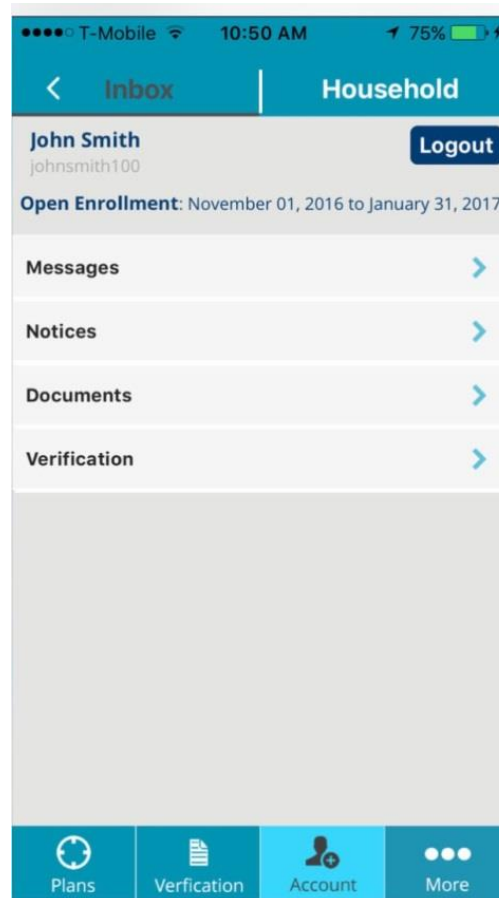 T-Mobile 10:50 AM 75%
Inbox Household
John Smith Logout
johnsmith100
Open Enrollment: November 01, 2016 to January 31, 2017
Messages
Notices
Documents
Verification
Plans Verfication Account More